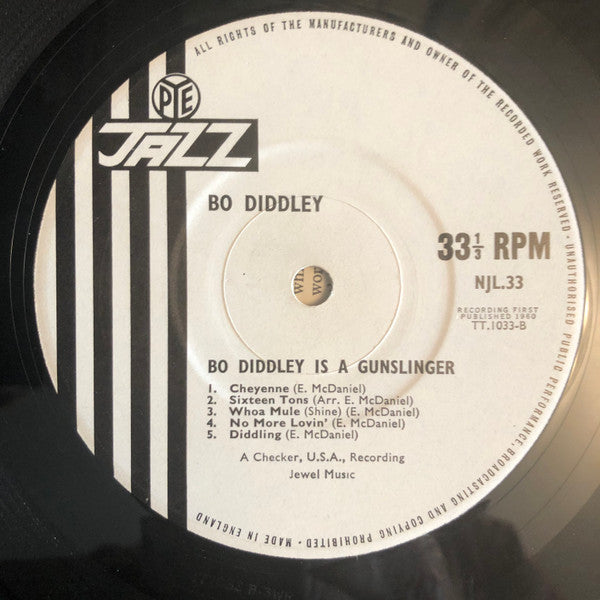 ALL RIGHTS OF THE MANUFACTURERS AND OWNER OF THE RECORDED WORK RESERVED · UNAUTHORISED PUBLIC PERFORMANCE, BROADCASTING AND COPYING PROHIBITED · MADE IN ENGLAND
PYE
JAZZ
BO DIDDLEY
33⅓ RPM
NJL.33
RECORDING FIRST
PUBLISHED 1960
TT.1033-B
BO DIDDLEY IS A GUNSLINGER
1. Cheyenne (E. McDaniel)
2. Sixteen Tons (Arr. E. McDaniel)
3. Whoa Mule (Shine) (E. McDaniel)
4. No More Lovin' (E. McDaniel)
5. Diddling (E. McDaniel)
A Checker, U.S.A., Recording
Jewel Music